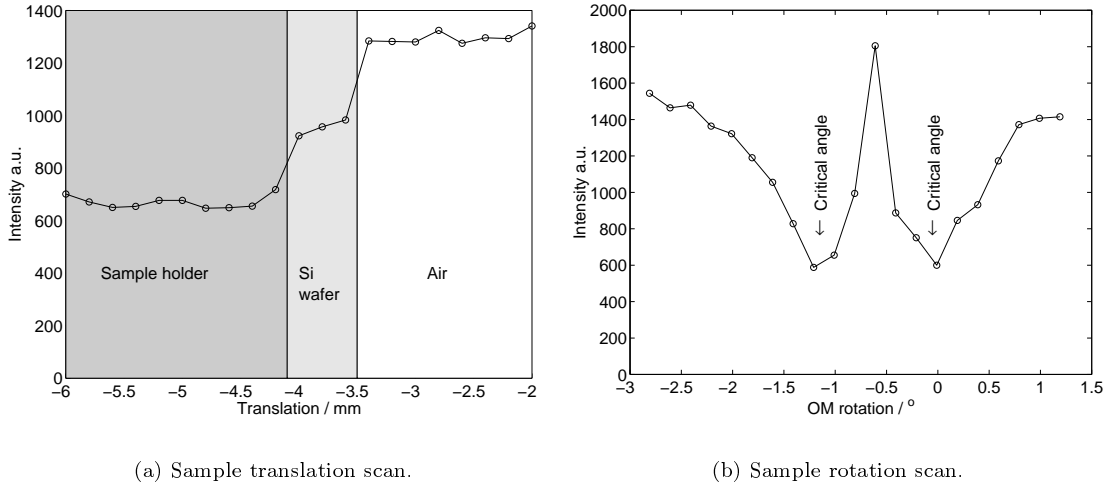 1400
1200
1000
800
600
400
200
0
Intensity a.u.
Sample holder
Si
wafer
Air
−6 −5.5 −5 −4.5 −4 −3.5 −3 −2.5 −2
Translation / mm
(a) Sample translation scan.
2000
1800
1600
1400
1200
1000
800
600
400
200
0
Intensity a.u.
↓ Critical angle
↓ Critical angle
−3 −2.5 −2 −1.5 −1 −0.5 0 0.5 1 1.5
OM rotation / °
(b) Sample rotation scan.